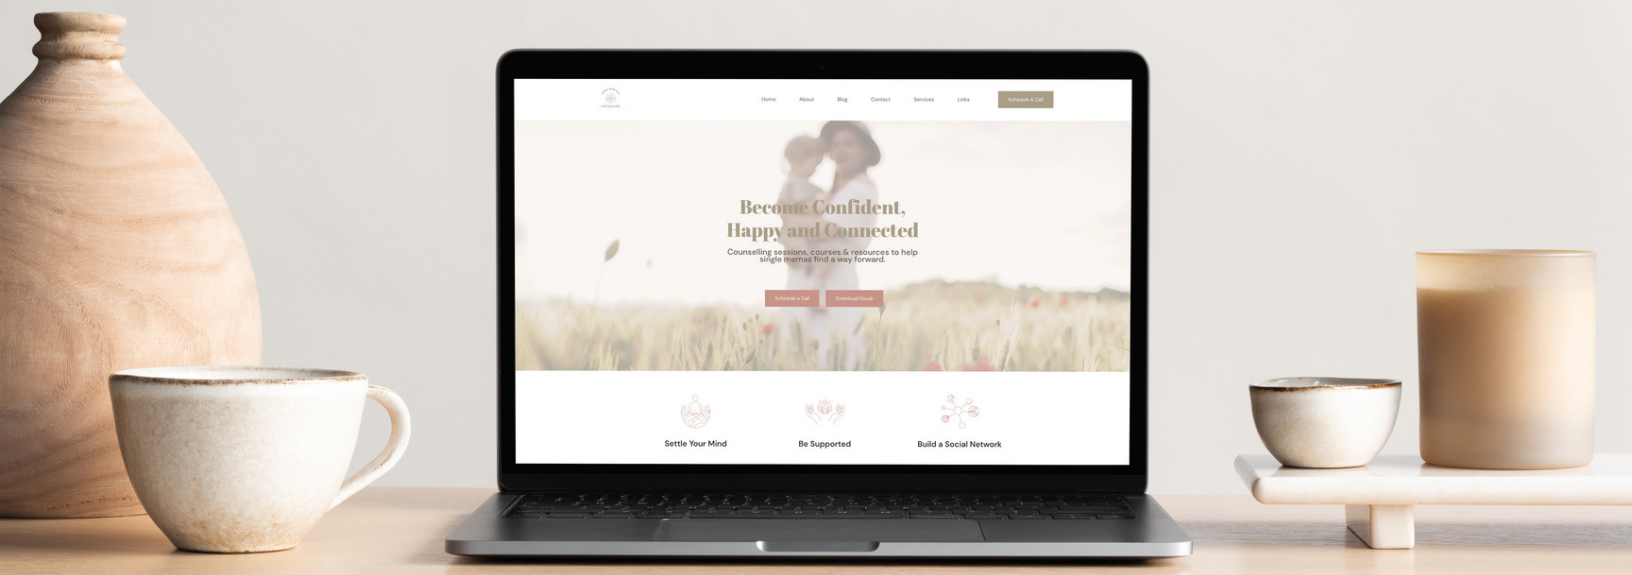 Home About Blog Contact Services Links Schedule A Call
Become Confident,
Happy and Connected
Counselling sessions, courses & resources to help
single mamas find a way forward.
Schedule a Call Download Ebook
Settle Your Mind Be Supported Build a Social Network